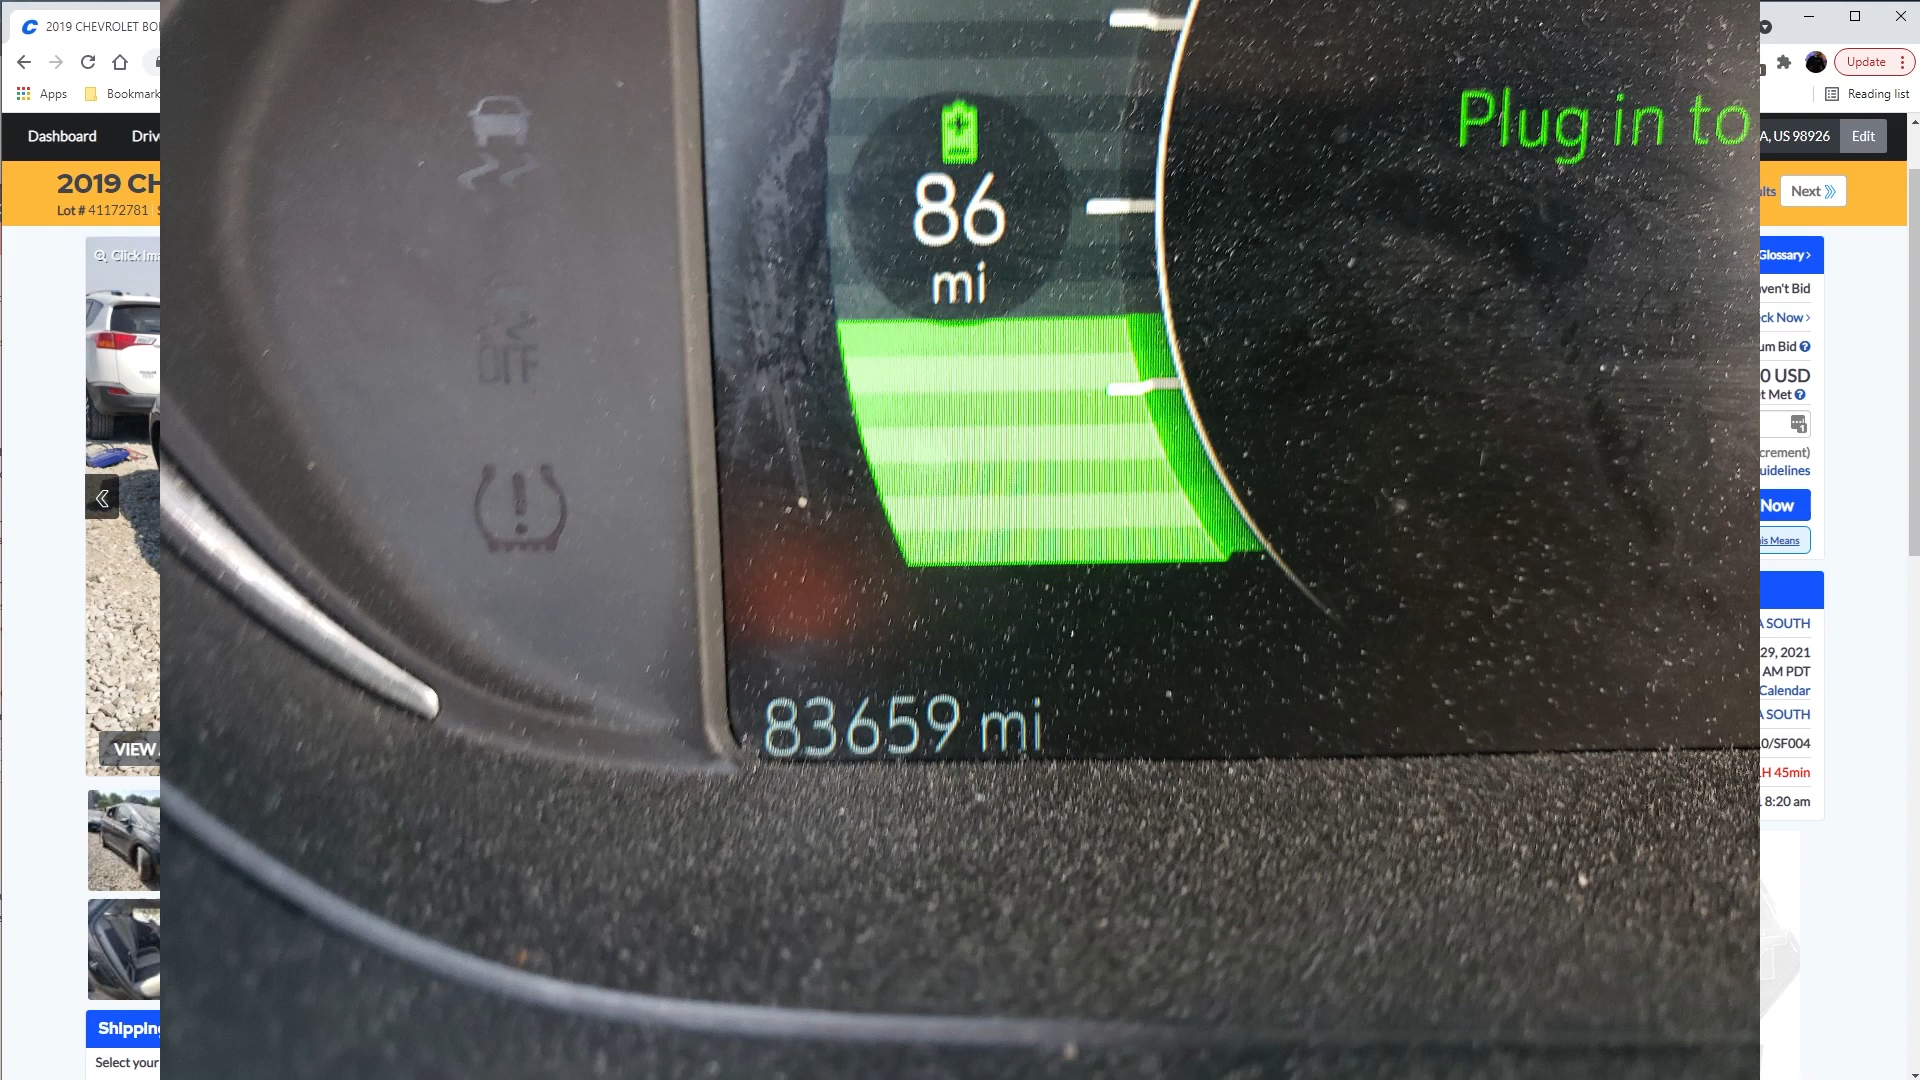 2019 CHEVROLET BO
Update
Apps
Bookmark
Reading list
Dashboard
Driv
A, US 98926
Edit
2019 CH
Lot # 41172781
Next
Click Ima
Glossary
ven't Bid
ck Now
um Bid
0 USD
t Met
crement)
uidelines
Now
is Means
A SOUTH
29, 2021
AM PDT
Calendar
A SOUTH
0/SF004
H 45min
8:20 am
VIEW
Shipping
Select your
Plug in to
86
mi
OFF
83659 mi